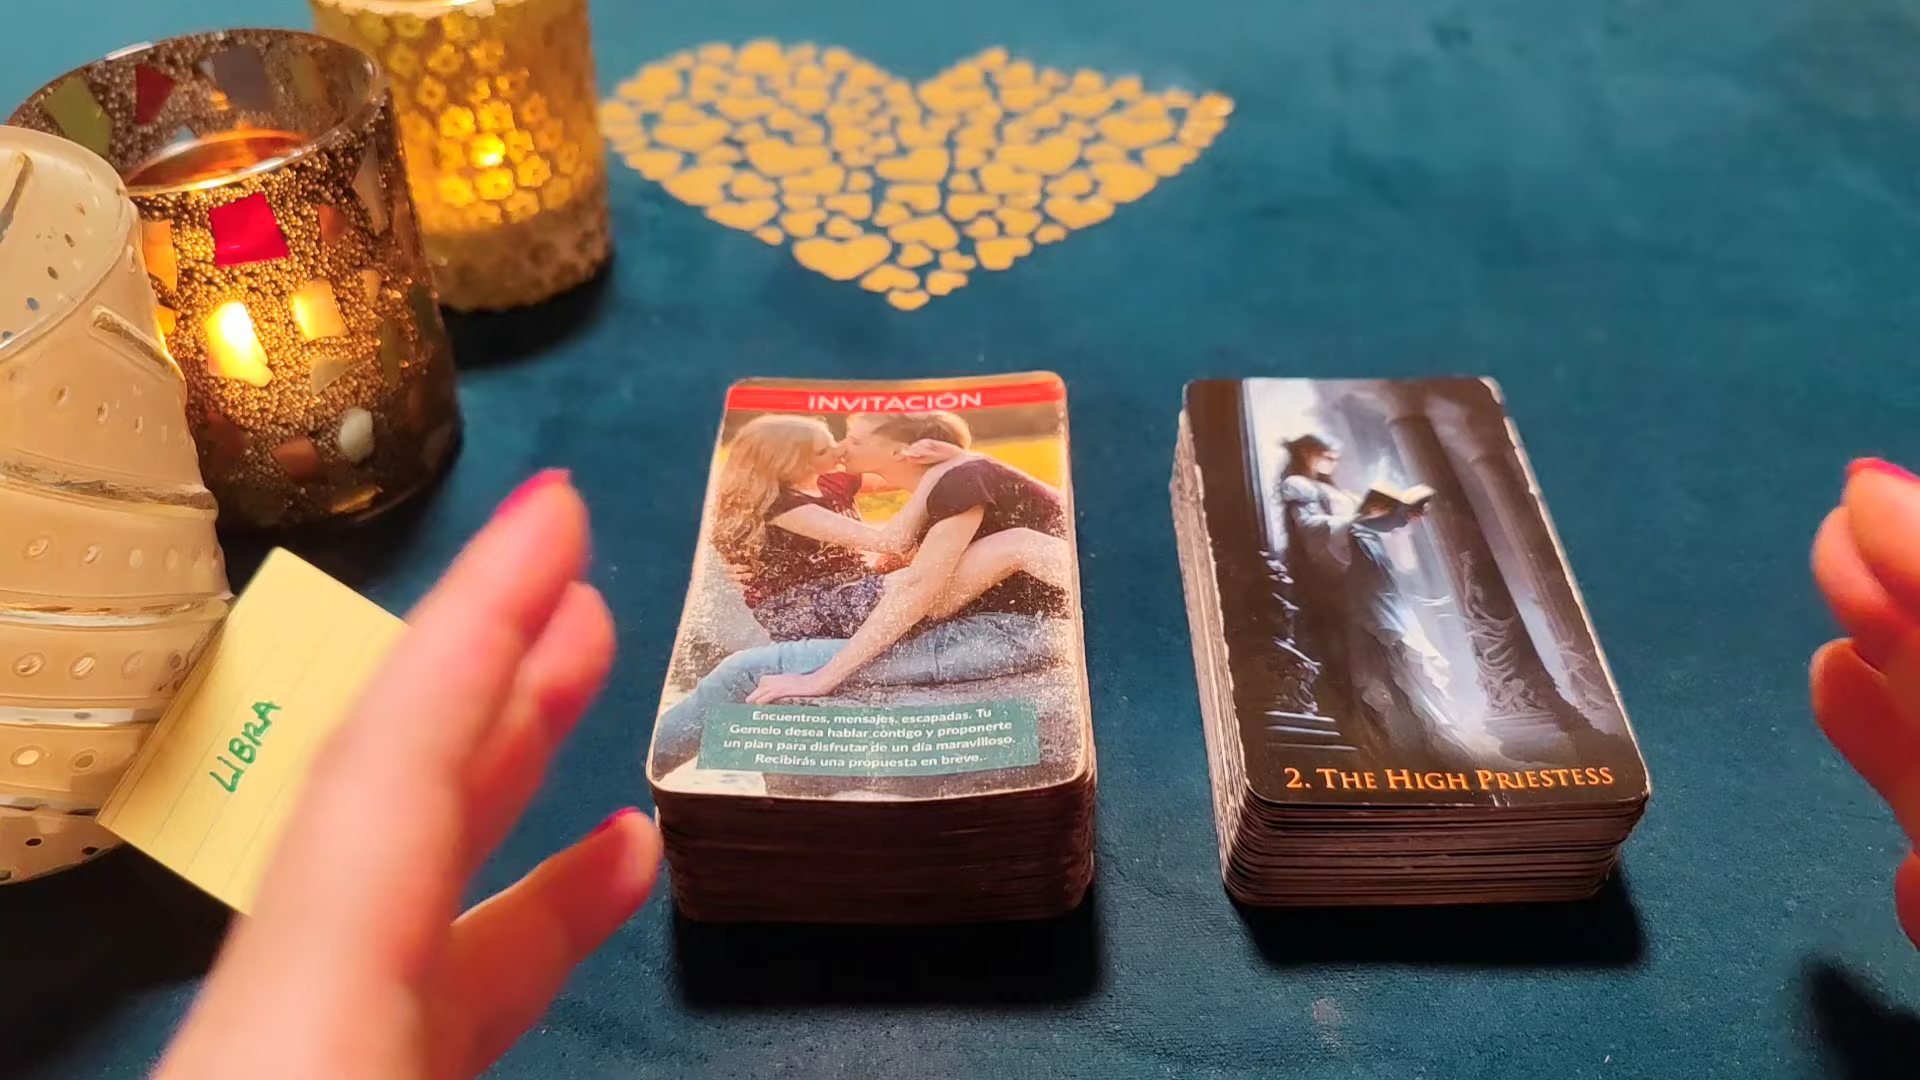 INVITACIÓN
Encuentros, mensajes, escapadas. Tu
Gemelo desea hablar contigo y proponerte
un plan para disfrutar de un día maravilloso.
Recibirás una propuesta en breve..
2. THE HIGH PRIESTESS
LIBRA